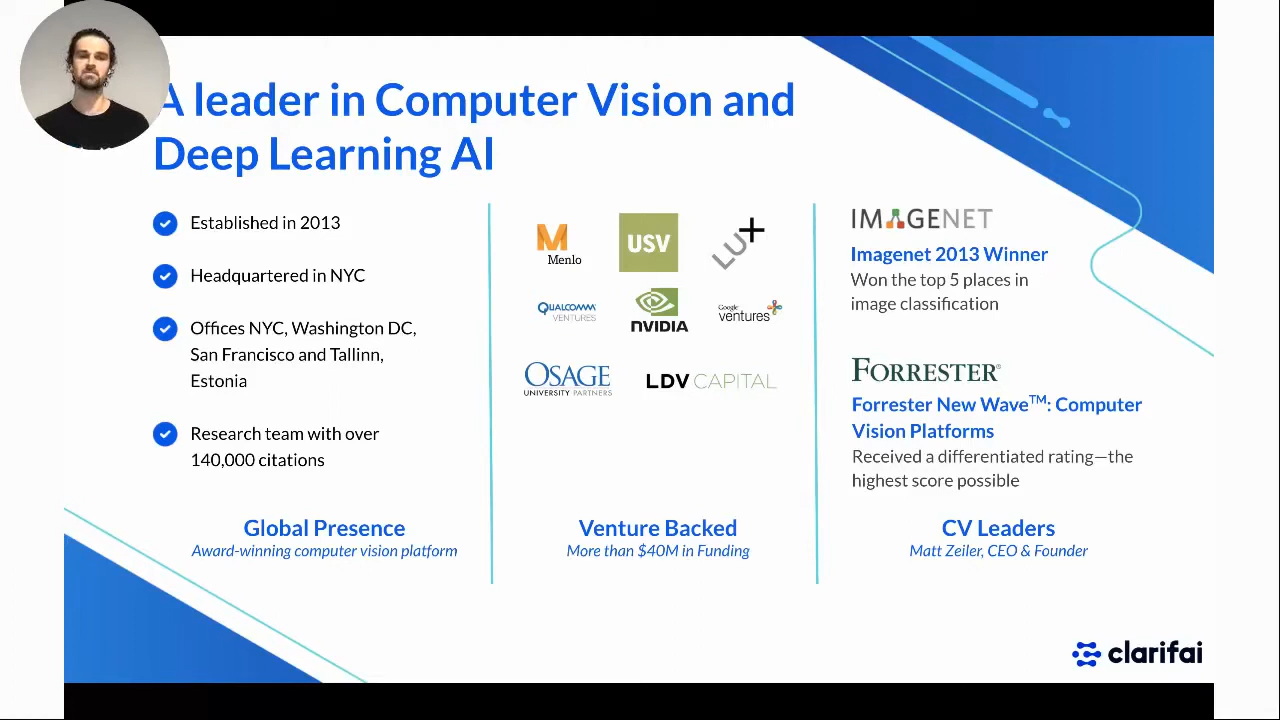 A leader in Computer Vision and
Deep Learning AI
Established in 2013
Headquartered in NYC
Offices NYC, Washington DC,
San Francisco and Tallinn,
Estonia
Research team with over
140,000 citations
Global Presence
Award-winning computer vision platform
Menlo
USV
LU+
QUALCOMM
VENTURES
NVIDIA
Google
ventures
OSAGE
UNIVERSITY PARTNERS
LDV CAPITAL
Venture Backed
More than $40M in Funding
IMAGENET
Imagenet 2013 Winner
Won the top 5 places in
image classification
FORRESTER®
Forrester New Wave™: Computer
Vision Platforms
Received a differentiated rating—the
highest score possible
CV Leaders
Matt Zeiler, CEO & Founder
clarifai